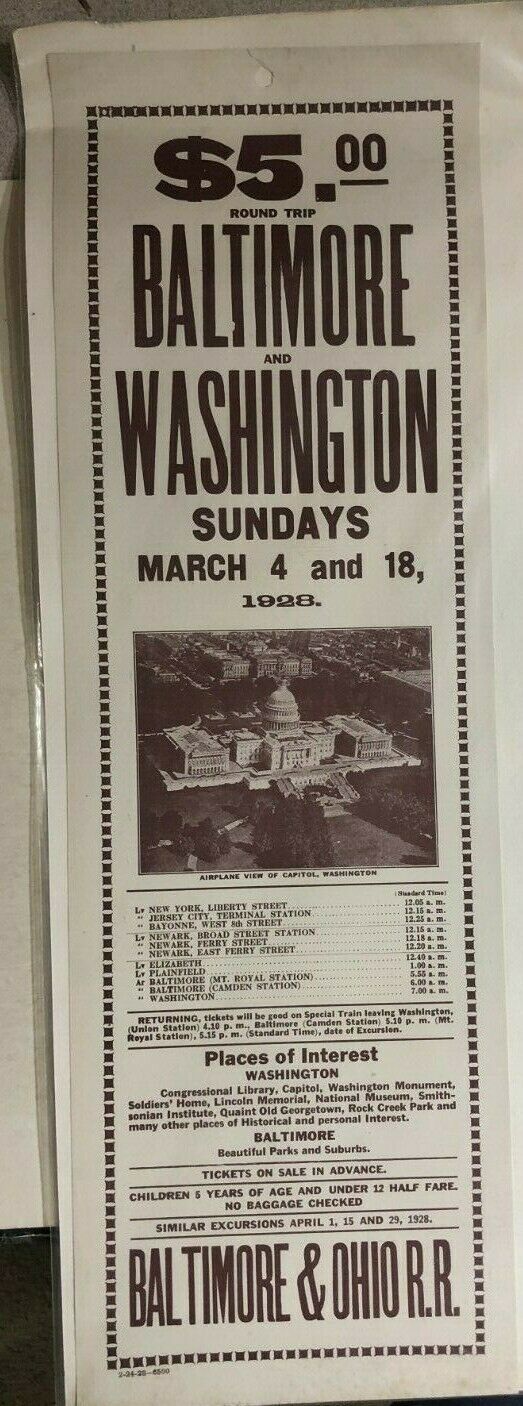 $5.00
ROUND TRIP
BALTIMORE
AND
WASHINGTON
SUNDAYS
MARCH 4 and 18,
1928.
AIRPLANE VIEW OF CAPITOL, WASHINGTON
(Standard Time)
Lv NEW YORK, LIBERTY STREET 12.05 a. m.
" JERSEY CITY, TERMINAL STATION 12.15 a. m.
" BAYONNE, WEST 8th STREET 12.25 a. m.
Lv NEWARK, BROAD STREET STATION 12.15 a. m.
" NEWARK, FERRY STREET 12.18 a. m.
" NEWARK, EAST FERRY STREET 12.20 a. m.
Lv ELIZABETH 12.40 a. m.
Lv PLAINFIELD 1.00 a. m.
Ar BALTIMORE (MT. ROYAL STATION) 5.55 a. m.
" BALTIMORE (CAMDEN STATION) 6.00 a. m.
" WASHINGTON 7.00 a. m.
RETURNING, tickets will be good on Special Train leaving Washington,
(Union Station) 4.10 p. m., Baltimore (Camden Station) 5.10 p. m. (Mt.
Royal Station), 5.15 p. m. (Standard Time), date of Excursion.
Places of Interest
WASHINGTON
Congressional Library, Capitol, Washington Monument,
Soldiers' Home, Lincoln Memorial, National Museum, Smith-
sonian Institute, Quaint Old Georgetown, Rock Creek Park and
many other places of Historical and personal Interest.
BALTIMORE
Beautiful Parks and Suburbs.
TICKETS ON SALE IN ADVANCE.
CHILDREN 5 YEARS OF AGE AND UNDER 12 HALF FARE.
NO BAGGAGE CHECKED
SIMILAR EXCURSIONS APRIL 1, 15 AND 29, 1928.
BALTIMORE & OHIO R.R.
2-24-28—6500